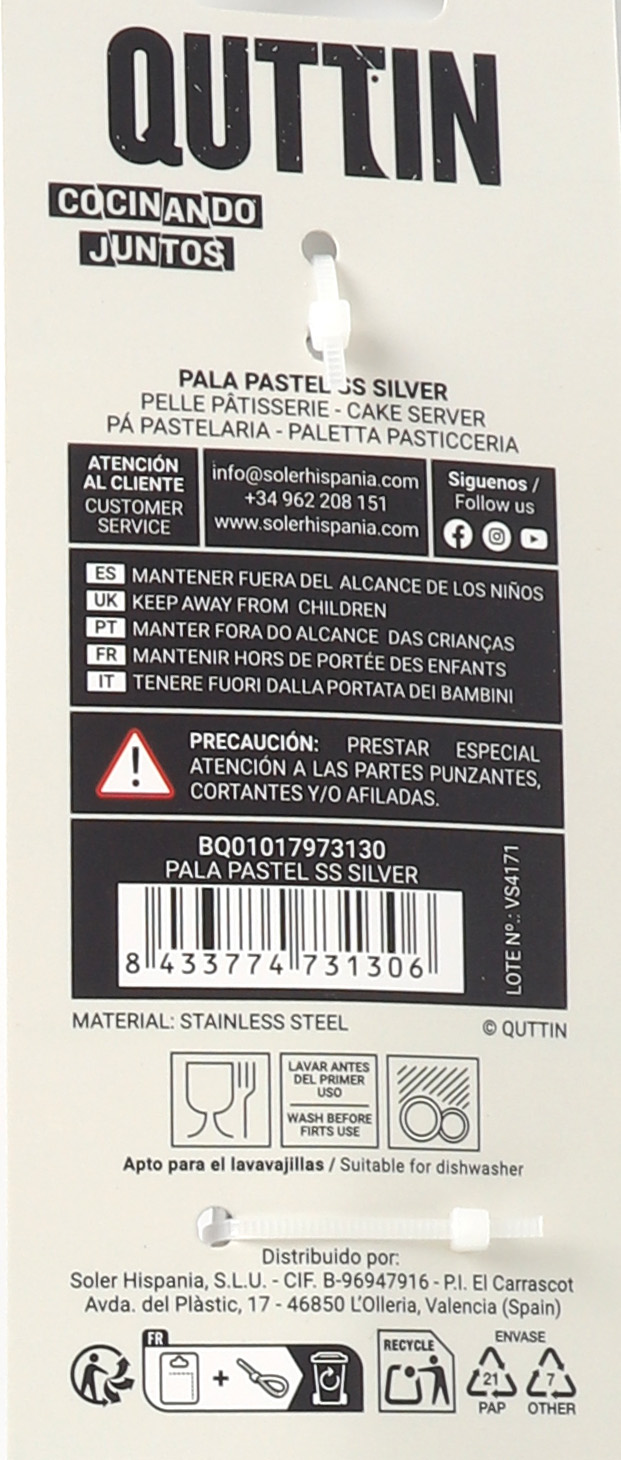 QUTTIN
COCINANDO
JUNTOS
PALA PASTEL SS SILVER
PELLE PÂTISSERIE - CAKE SERVER
PÁ PASTELARIA - PALETTA PASTICCERIA
ATENCIÓN
AL CLIENTE
CUSTOMER
SERVICE
info@solerhispania.com
+34 962 208 151
www.solerhispania.com
Siguenos /
Follow us
ES MANTENER FUERA DEL ALCANCE DE LOS NIÑOS
UK KEEP AWAY FROM CHILDREN
PT MANTER FORA DO ALCANCE DAS CRIANÇAS
FR MANTENIR HORS DE PORTÉE DES ENFANTS
IT TENERE FUORI DALLA PORTATA DEI BAMBINI
PRECAUCIÓN: PRESTAR ESPECIAL
ATENCIÓN A LAS PARTES PUNZANTES,
CORTANTES Y/O AFILADAS.
BQ01017973130
PALA PASTEL SS SILVER
8 433774 731306
LOTE Nº.: VS4171
MATERIAL: STAINLESS STEEL
© QUTTIN
LAVAR ANTES
DEL PRIMER
USO
WASH BEFORE
FIRTS USE
Apto para el lavavajillas / Suitable for dishwasher
Distribuido por:
Soler Hispania, S.L.U. - CIF. B-96947916 - P.I. El Carrascot
Avda. del Plàstic, 17 - 46850 L'Olleria, Valencia (Spain)
FR
+
RECYCLE
ENVASE
21
PAP
7
OTHER